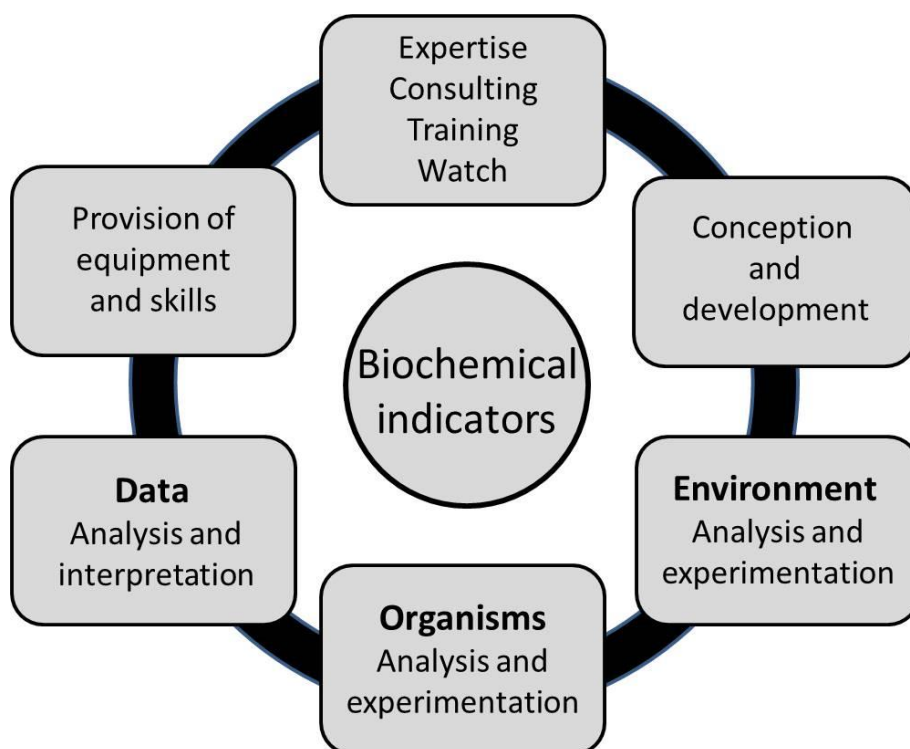 Expertise
Consulting
Training
Watch
Provision of
equipment
and skills
Conception
and
development
Biochemical
indicators
Data
Analysis and
interpretation
Environment
Analysis and
experimentation
Organisms
Analysis and
experimentation